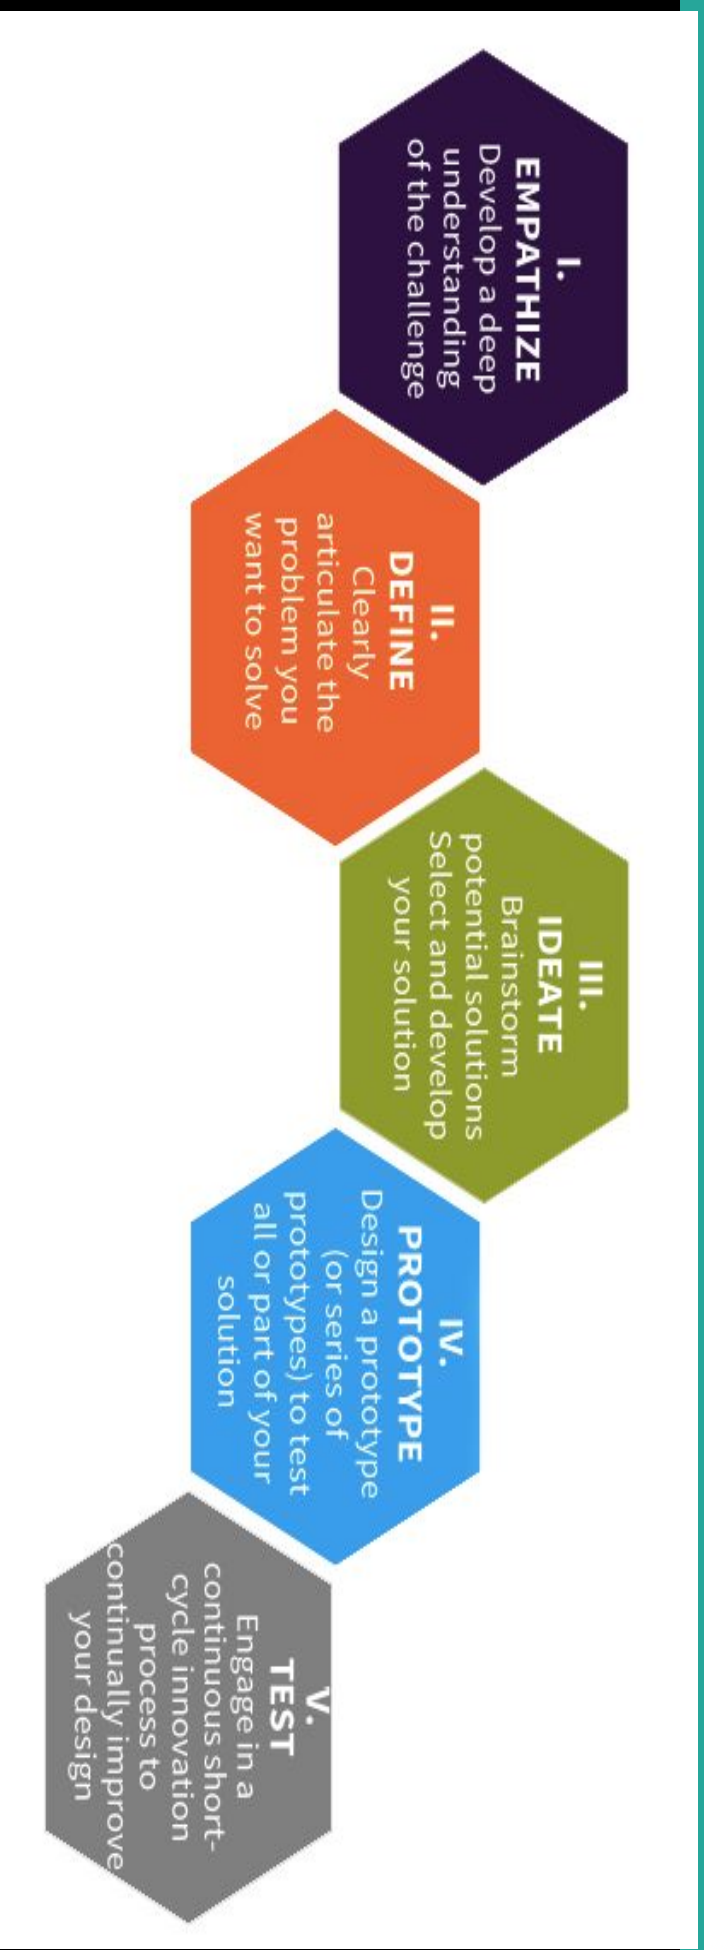 I.
EMPATHIZE
Develop a deep
understanding
of the challenge
II.
DEFINE
Clearly
articulate the
problem you
want to solve
III.
IDEATE
Brainstorm
potential solutions
Select and develop
your solution
IV.
PROTOTYPE
Design a prototype
(or series of
prototypes) to test
all or part of your
solution
V.
TEST
Engage in a
continuous short-
cycle innovation
process to
continually improve
your design